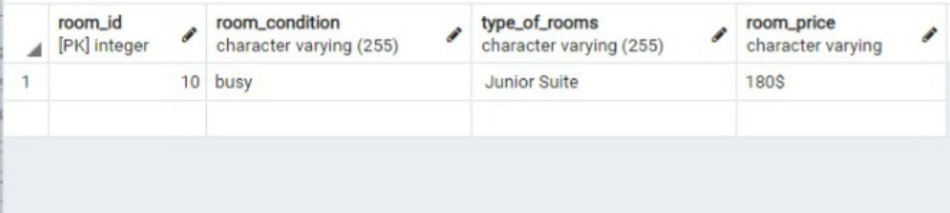 room_id room_condition type_of_rooms room_price
[PK] integer character varying (255) character varying (255) character varying
1 10 busy Junior Suite 180$